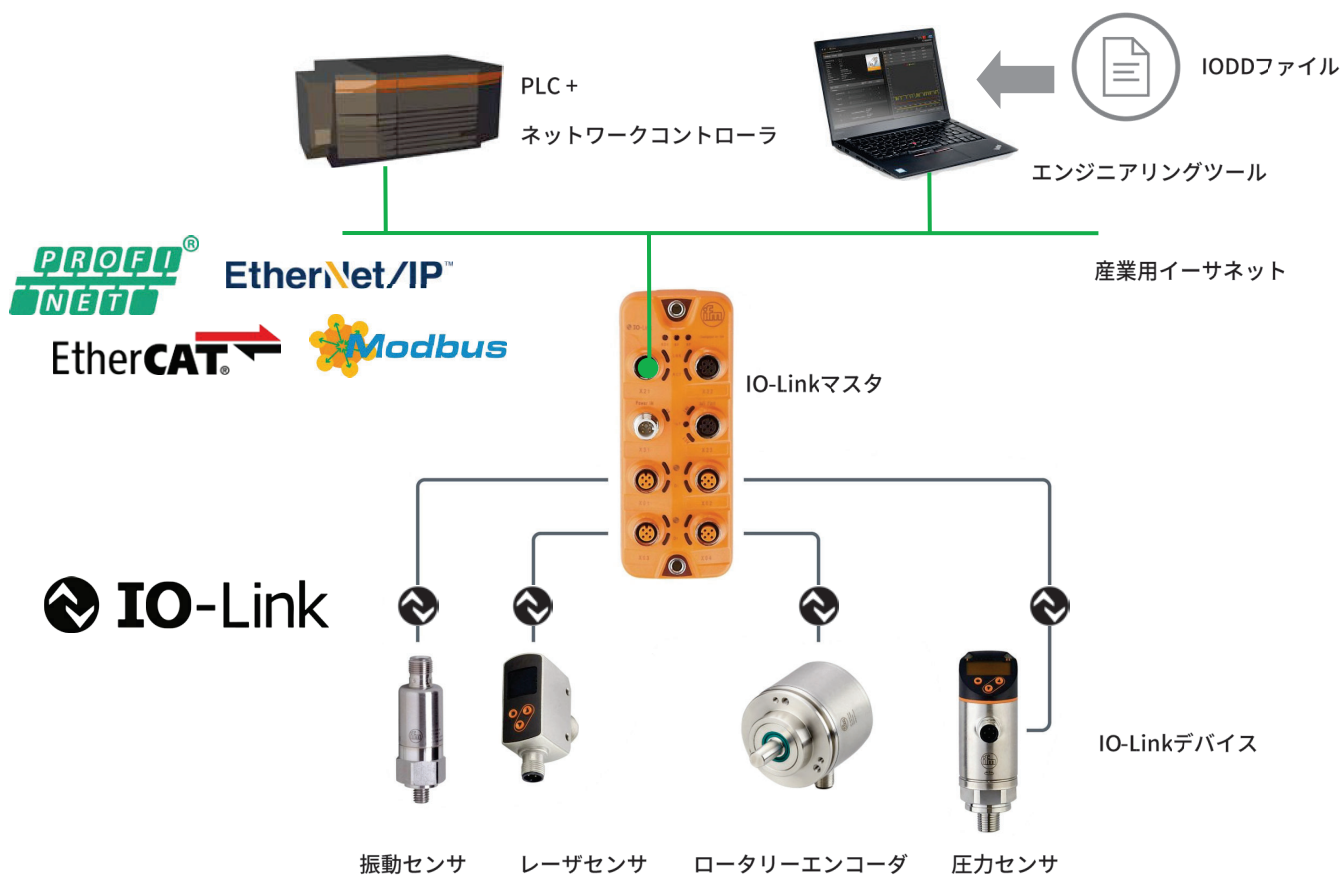 PLC +
ネットワークコントローラ
IODDファイル
エンジニアリングツール
産業用イーサネット
PROFI®
NET
EtherNet/IP™
EtherCAT®
Modbus
ifm
IO-Linkマスタ
IO-Link
IO-Linkデバイス
振動センサ
レーザセンサ
ロータリーエンコーダ
圧力センサ